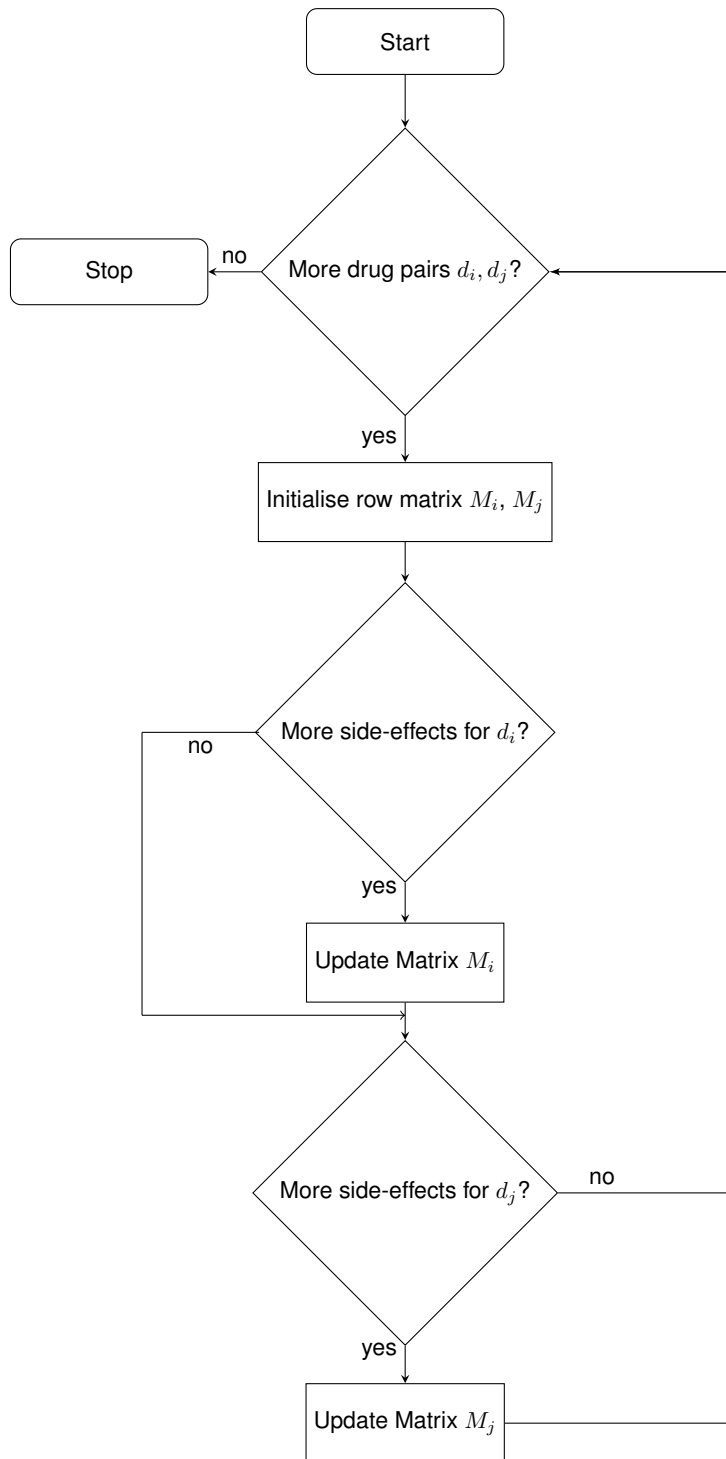 Start
More drug pairs d_i, d_j?
no
Stop
yes
Initialise row matrix M_i, M_j
More side-effects for d_i?
no
yes
Update Matrix M_i
More side-effects for d_j?
no
yes
Update Matrix M_j